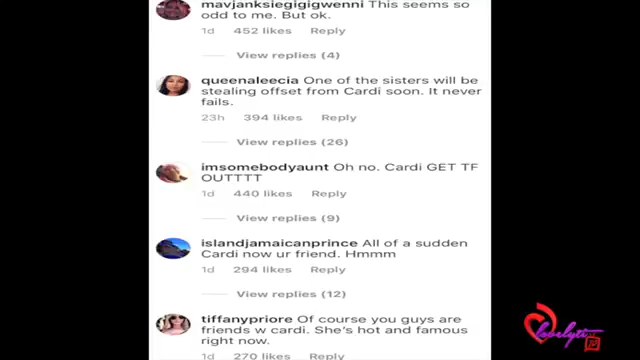 mavjanksiegigigwenni This seems so
odd to me. But ok.
1d 452 likes Reply
View replies (4)
queenaleecia One of the sisters will be
stealing offset from Cardi soon. It never
fails.
23h 394 likes Reply
View replies (26)
imsomebodyaunt Oh no. Cardi GET TF
OUTTTT
1d 440 likes Reply
View replies (9)
islandjamaicanprince All of a sudden
Cardi now ur friend. Hmmm
1d 294 likes Reply
View replies (12)
tiffanypriore Of course you guys are
friends w cardi. She's hot and famous
right now.
1d 270 likes Reply
lovelyti